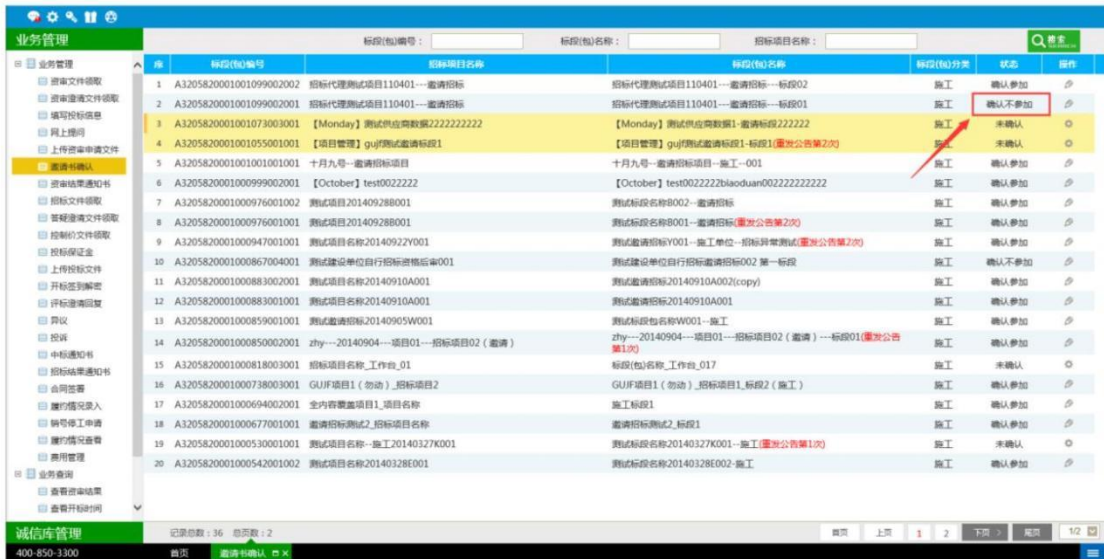 业务管理
标段(包)编号：
标段(包)名称：
招标项目名称：
搜索
业务管理
资审文件领取
资审澄清文件领取
填写投标信息
网上提问
上传资审申请文件
邀请书确认
资审结果通知书
招标文件领取
答疑澄清文件领取
控制价文件领取
投标保证金
上传投标文件
开标签到解密
评标澄清回复
异议
投诉
中标通知书
招标结果通知书
合同签署
履约情况录入
销号停工申请
履约情况查看
费用管理
业务查询
查看资审结果
查看开标时间
诚信库管理
400-850-3300
序 标段(包)编号 招标项目名称 标段(包)名称 标段(包)分类 状态 操作
1 A3205820001001099002002 招标代理测试项目110401---邀请招标 招标代理测试项目110401---邀请招标---标段02 施工 确认参加
2 A3205820001001099002001 招标代理测试项目110401---邀请招标 招标代理测试项目110401---邀请招标---标段01 施工 确认不参加
3 A3205820001001073003001 【Monday】测试供应商数据2222222222 【Monday】测试供应商数据1-邀请标段222222 施工 未确认
4 A3205820001001055001001 【项目管理】gujf测试邀请标段1 【项目管理】gujf测试邀请标段1-标段1(重发公告第2次) 施工 未确认
5 A3205820001001001001001 十月九号--邀请招标项目 十月九号--邀请招标项目--施工--001 施工 确认参加
6 A3205820001000999002001 【October】test0022222 【October】test0022222biaoduan002222222222 施工 确认参加
7 A3205820001000976001002 测试项目20140928B001 测试标段名称B002--邀请招标 施工 确认参加
8 A3205820001000976001001 测试项目20140928B001 测试标段名称B001--邀请招标(重发公告第2次) 施工 确认参加
9 A3205820001000947001001 测试项目名称20140922Y001 测试邀请招标Y001--施工单位--招标异常测试(重发公告第2次) 施工 确认参加
10 A3205820001000867004001 测试建设单位自行招标资格后审001 测试建设单位自行招标邀请招标002 第一标段 施工 确认不参加
11 A3205820001000883002001 测试项目名称20140910A001 测试邀请招标20140910A002(copy) 施工 确认参加
12 A3205820001000883001001 测试项目名称20140910A001 测试邀请招标20140910A001 施工 确认参加
13 A3205820001000859001001 测试邀请招标20140905W001 测试标段包名称W001--施工 施工 确认参加
14 A3205820001000850002001 zhy---20140904---项目01---招标项目02（邀请） zhy---20140904---项目01---招标项目02（邀请）---标段01(重发公告
第1次) 施工 确认参加
15 A3205820001000818003001 招标项目名称_工作台_01 标段(包)名称_工作台_017 施工 未确认
16 A3205820001000738003001 GUJF项目1（勿动）_招标项目2 GUJF项目1（勿动）_招标项目1_标段2（施工） 施工 确认参加
17 A3205820001000694002001 全内容覆盖项目1_项目名称 施工标段1 施工 确认参加
18 A3205820001000677001001 邀请招标测试2_招标项目名称 邀请招标测试2_标段1 施工 确认参加
19 A3205820001000530001001 测试项目名称--施工20140327K001 测试标段名称20140327K001--施工(重发公告第1次) 施工 未确认
20 A3205820001000542001002 测试项目名称20140328E001 测试标段名称20140328E002-施工 施工 确认参加
记录总数：36 总页数：2
首页 上页 1 2 下页 > 尾页 1/2
首页 邀请书确认